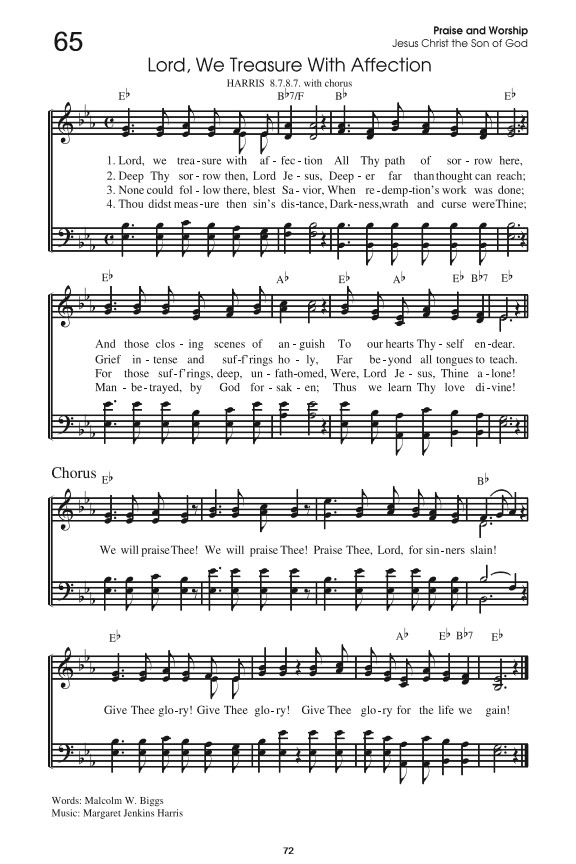 65
Praise and Worship
Jesus Christ the Son of God
Lord, We Treasure With Affection
HARRIS 8.7.8.7. with chorus
E♭ B♭7/F B♭ E♭
1. Lord, we trea-sure with af-fec-tion All Thy path of sor-row here,
2. Deep Thy sor-row then, Lord Je-sus, Deep-er far than thought can reach;
3. None could fol-low there, blest Sa-vior, When re-demp-tion's work was done;
4. Thou didst meas-ure then sin's dis-tance, Dark-ness, wrath and curse were Thine;
E♭ A♭ E♭ A♭ E♭ B♭7 E♭
And those clos-ing scenes of an-guish To our hearts Thy-self en-dear.
Grief in-tense and suf-f'rings ho-ly, Far be-yond all tongues to teach.
For those suf-f'rings, deep, un-fath-omed, Were, Lord Je-sus, Thine a-lone!
Man-be-trayed, by God for-sak-en; Thus we learn Thy love di-vine!
Chorus
E♭ B♭
We will praise Thee! We will praise Thee! Praise Thee, Lord, for sin-ners slain!
E♭ A♭ E♭ B♭7 E♭
Give Thee glo-ry! Give Thee glo-ry! Give Thee glo-ry for the life we gain!
Words: Malcolm W. Biggs
Music: Margaret Jenkins Harris
72